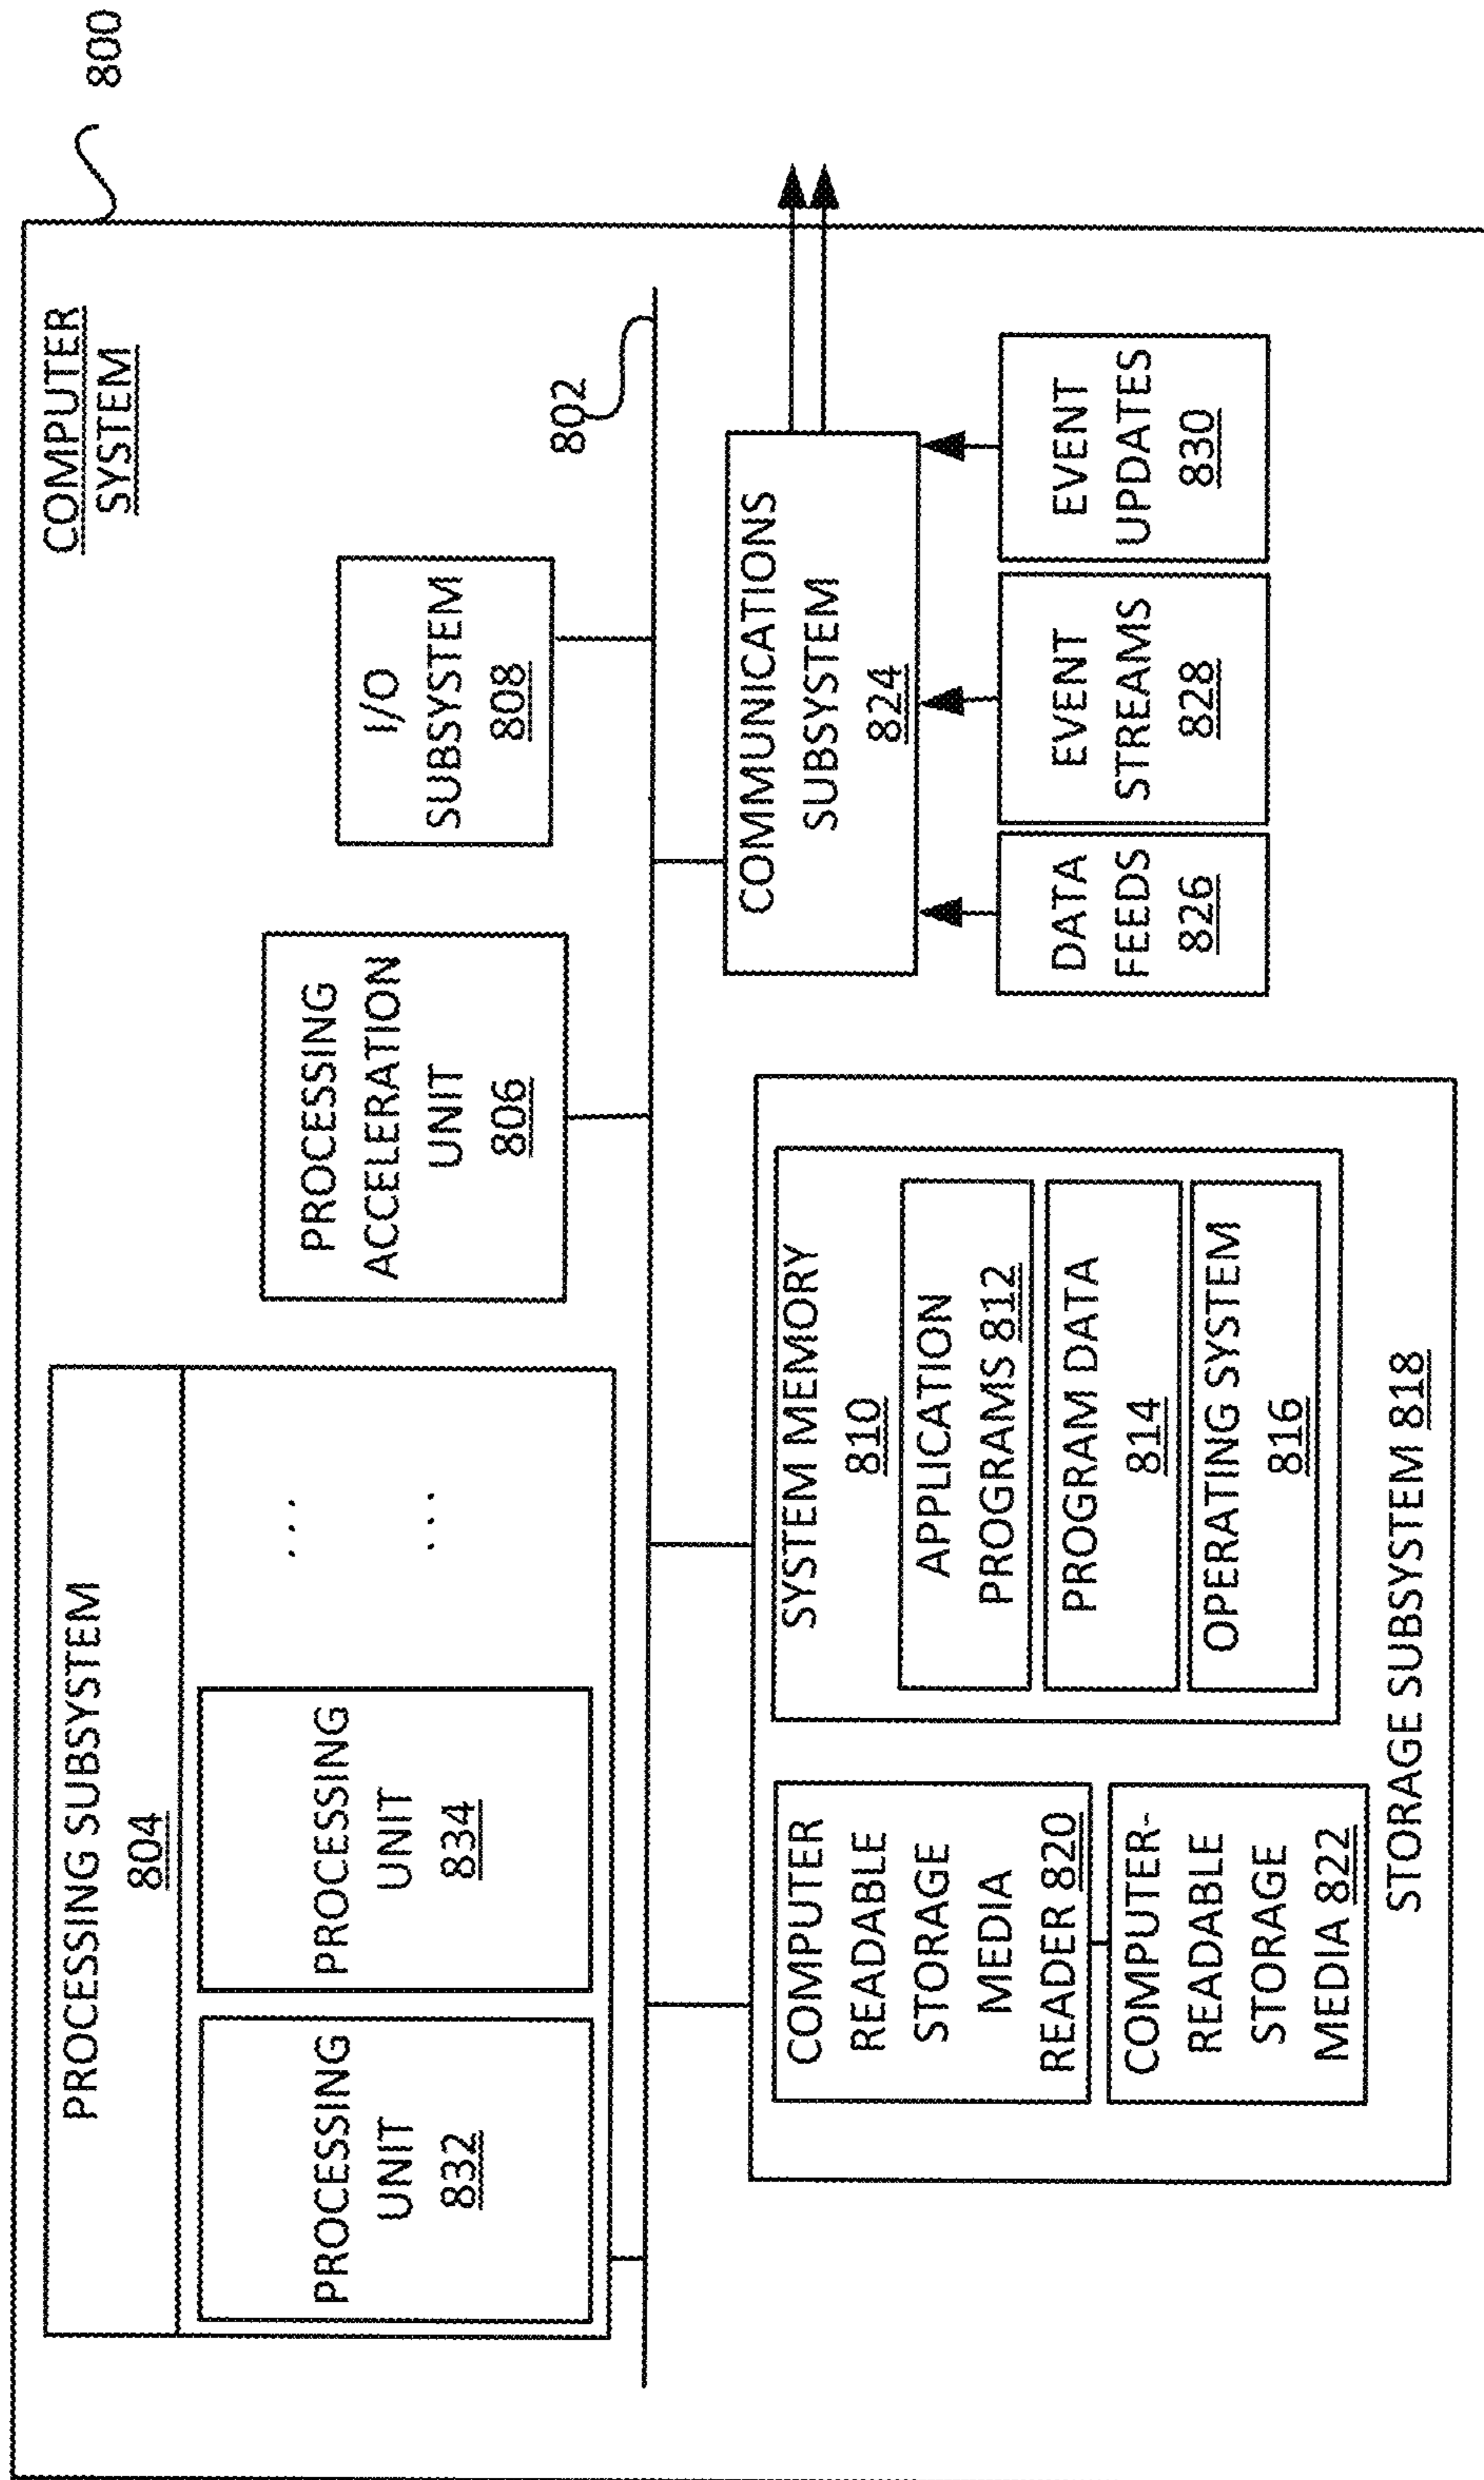 800
COMPUTER
SYSTEM
PROCESSING SUBSYSTEM
804
PROCESSING
UNIT
832
PROCESSING
UNIT
834
...
...
PROCESSING
ACCELERATION
UNIT
806
I/O
SUBSYSTEM
808
802
COMPUTER
READABLE
STORAGE
MEDIA
READER 820
COMPUTER-
READABLE
STORAGE
MEDIA 822
SYSTEM MEMORY
810
APPLICATION
PROGRAMS 812
PROGRAM DATA
814
OPERATING SYSTEM
816
STORAGE SUBSYSTEM 818
COMMUNICATIONS
SUBSYSTEM
824
DATA
FEEDS
826
EVENT
STREAMS
828
EVENT
UPDATES
830